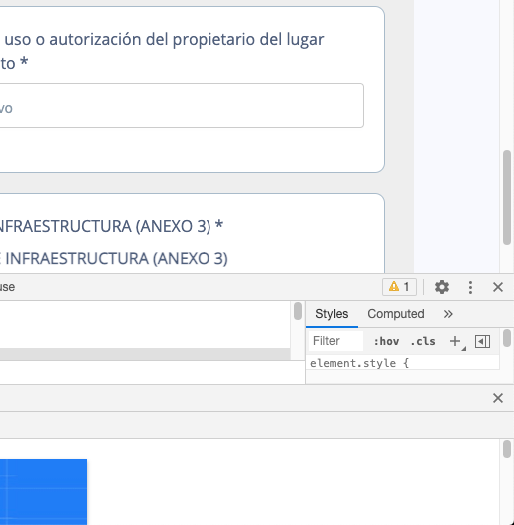 uso o autorización del propietario del lugar
to *
vo
NFRAESTRUCTURA (ANEXO 3) *
E INFRAESTRUCTURA (ANEXO 3)
use
1
Styles
Computed
»
Filter
:hov
.cls
+
element.style {